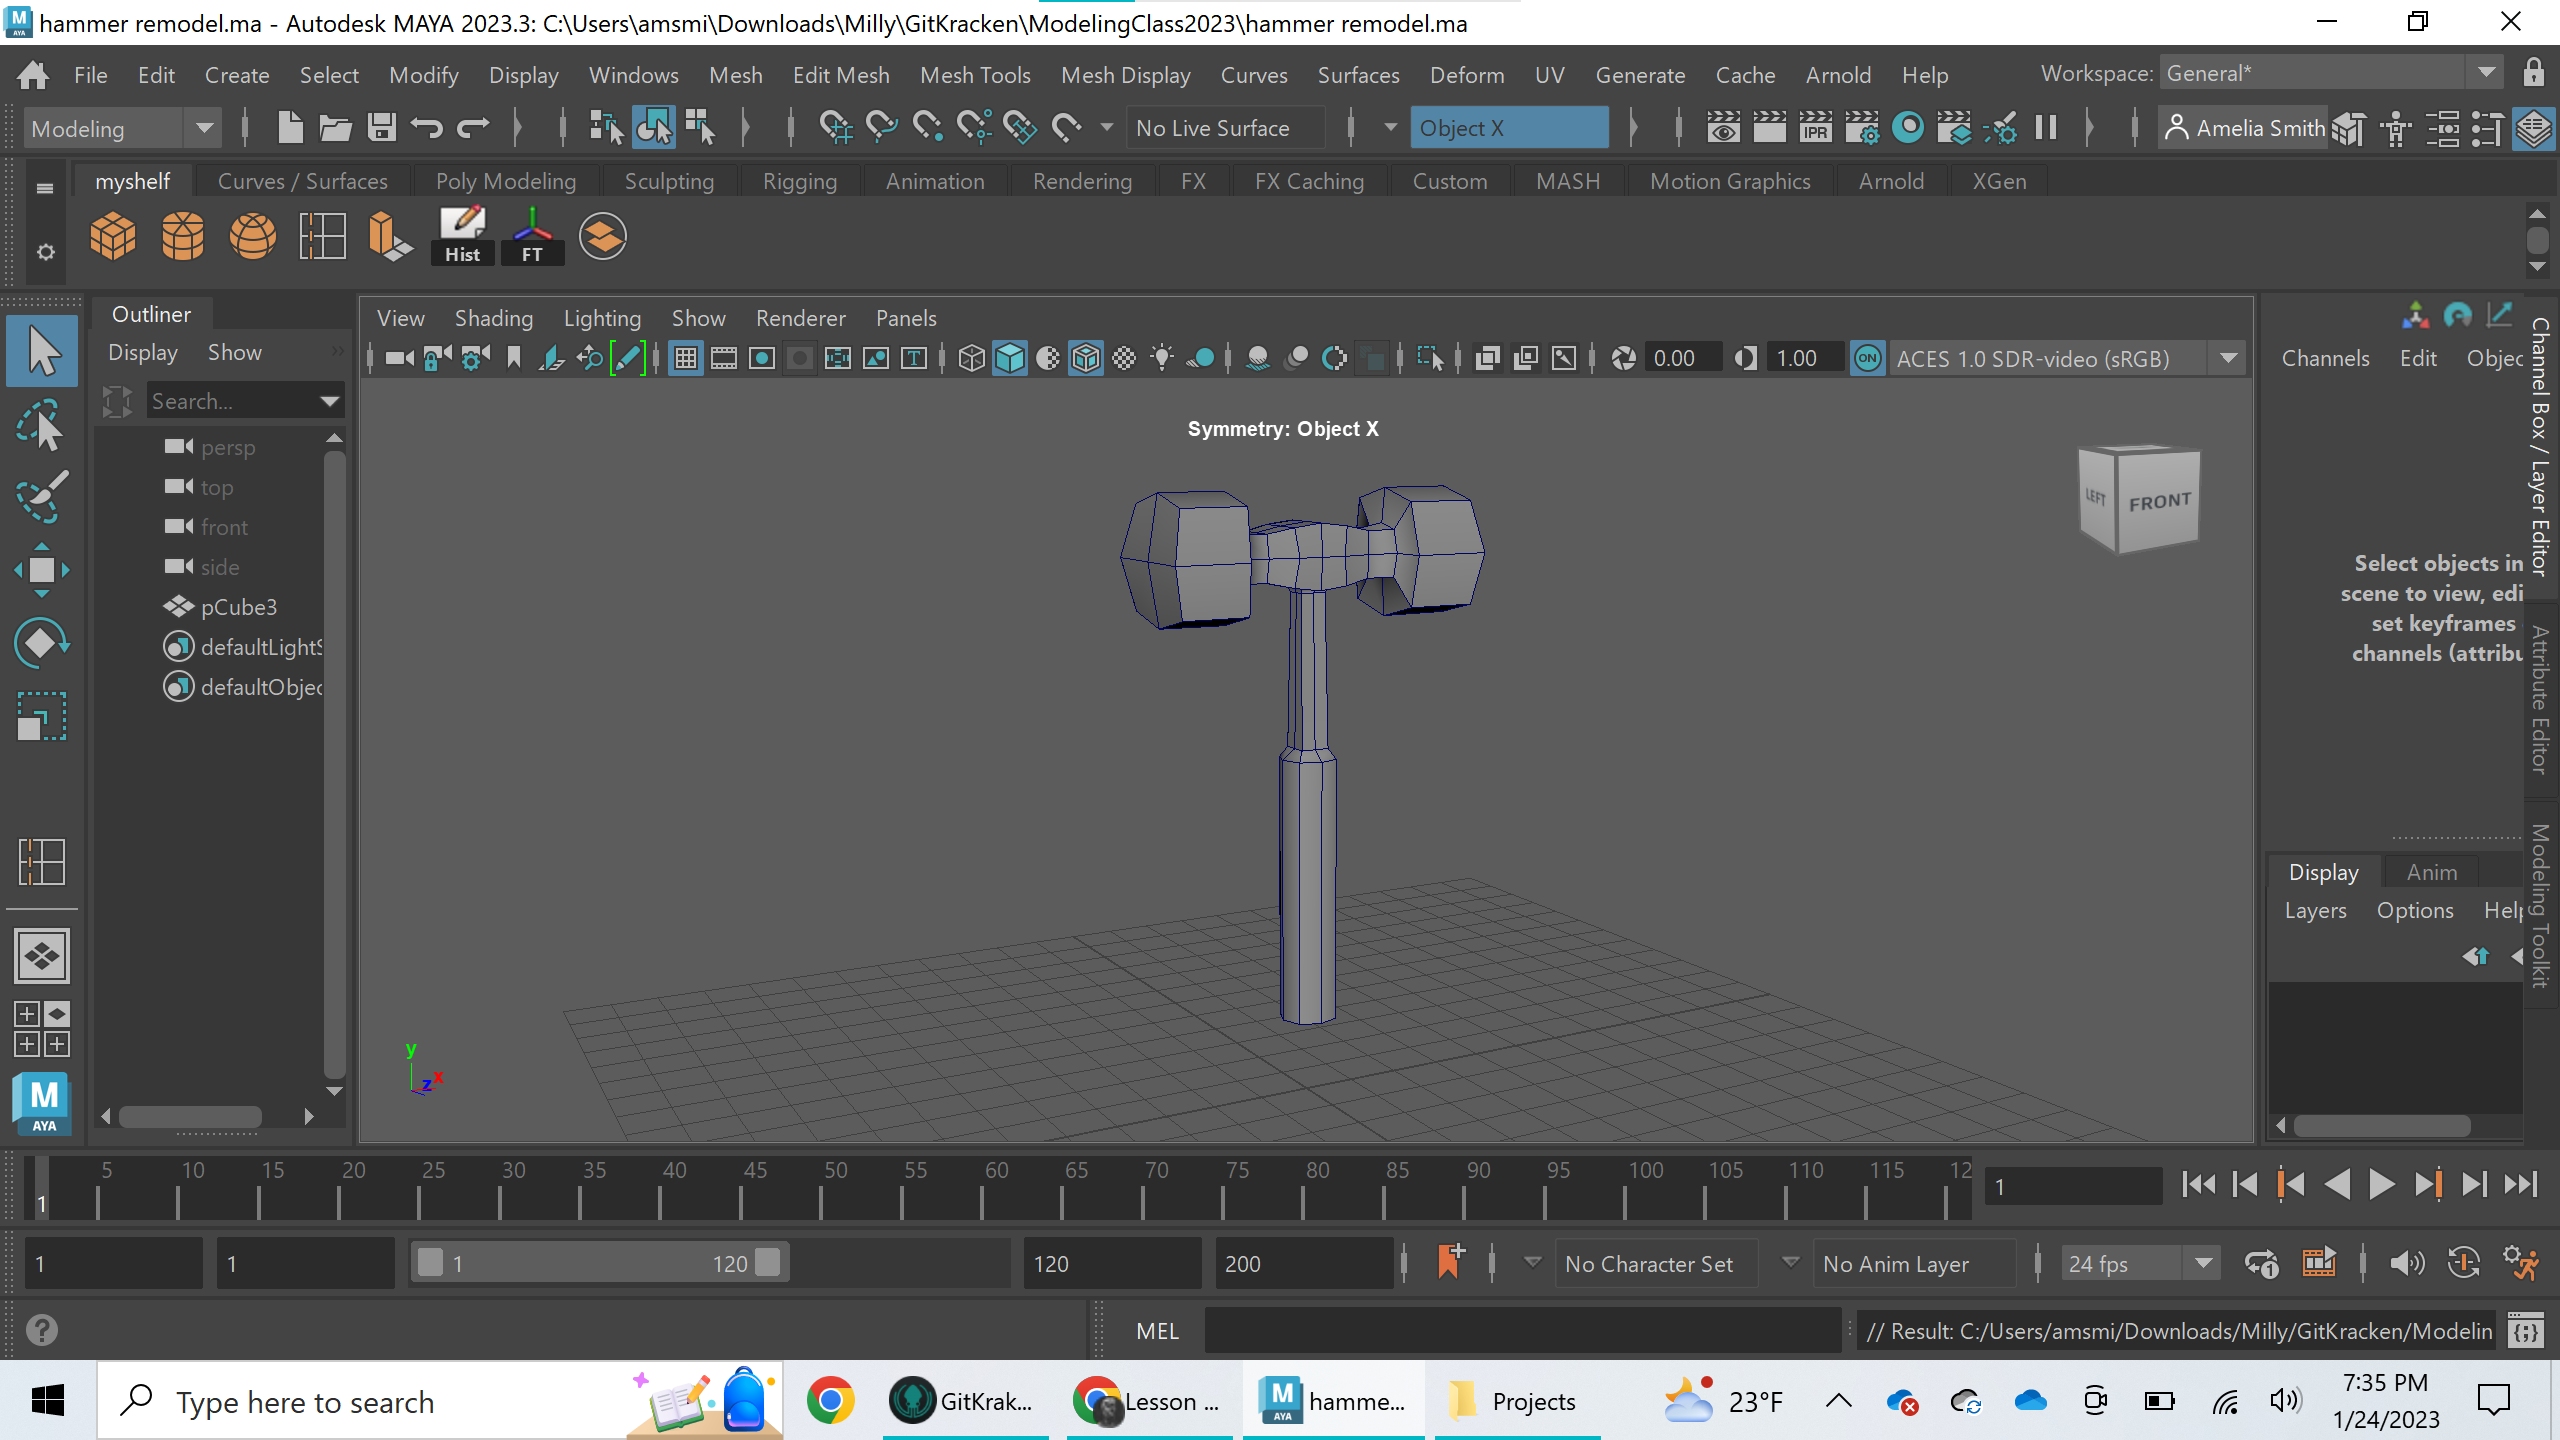 hammer remodel.ma - Autodesk MAYA 2023.3: C:\Users\amsmi\Downloads\Milly\GitKracken\ModelingClass2023\hammer remodel.ma
File Edit Create Select Modify Display Windows Mesh Edit Mesh Mesh Tools Mesh Display Curves Surfaces Deform UV Generate Cache Arnold Help Workspace: General*
Modeling No Live Surface Object X IPR Amelia Smith
myshelf Curves / Surfaces Poly Modeling Sculpting Rigging Animation Rendering FX FX Caching Custom MASH Motion Graphics Arnold XGen
Hist FT
Outliner
Display Show
Search...
persp
top
front
side
pCube3
defaultLightS
defaultObjec
View Shading Lighting Show Renderer Panels
0.00 1.00 ON ACES 1.0 SDR-video (sRGB)
Symmetry: Object X
LEFT FRONT
y
z x
Channels Edit Objec
Select objects in
scene to view, edi
set keyframes
channels (attribu
Channel Box / Layer Editor
Attribute Editor
Modeling Toolkit
Display Anim
Layers Options Help
M
AYA
5 10 15 20 25 30 35 40 45 50 55 60 65 70 75 80 85 90 95 100 105 110 115 12
1
1
1 1 1 120 120 200 No Character Set No Anim Layer 24 fps
MEL // Result: C:/Users/amsmi/Downloads/Milly/GitKracken/Modelin
Type here to search GitKrak... Lesson ... hamme... Projects 23°F 7:35 PM
1/24/2023